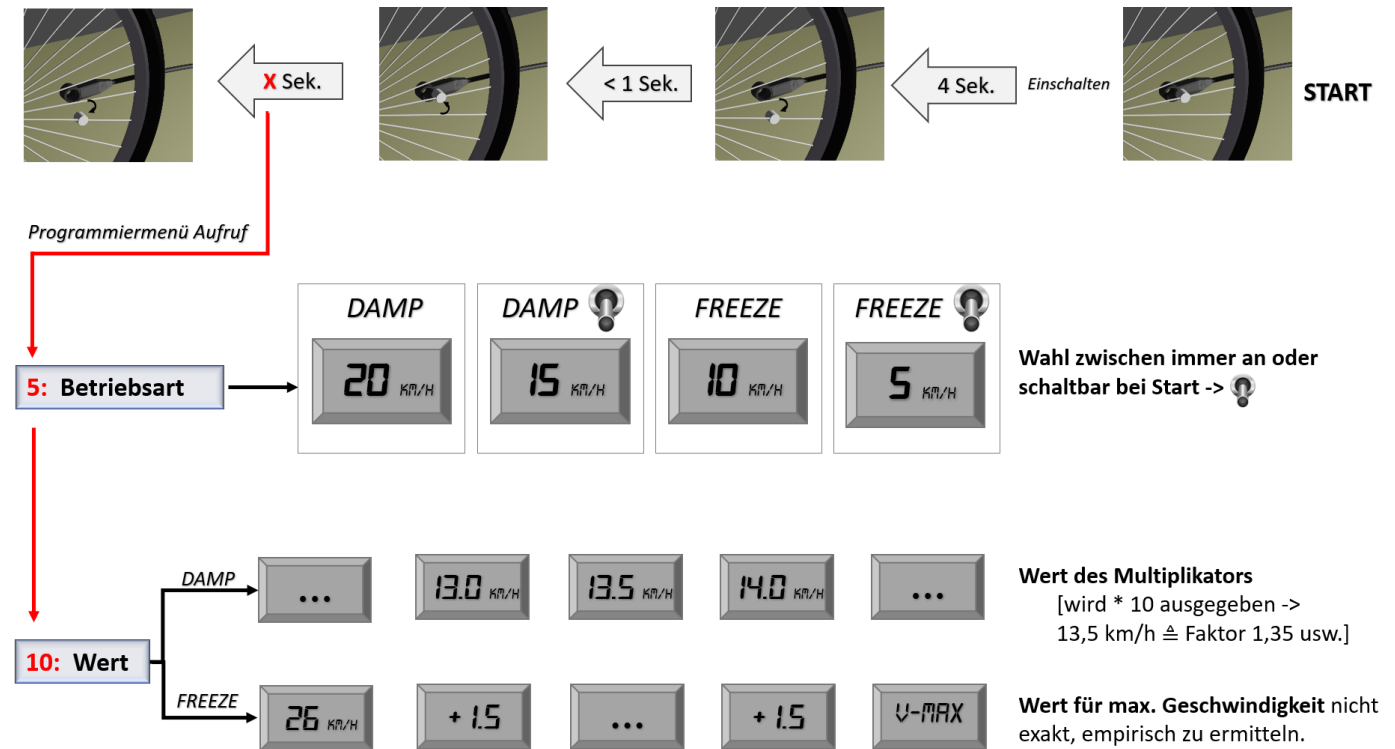 X Sek.
< 1 Sek.
4 Sek.
Einschalten
START
Programmiermenü Aufruf
DAMP
DAMP
FREEZE
FREEZE
20 KM/H
15 KM/H
10 KM/H
5 KM/H
5: Betriebsart
Wahl zwischen immer an oder
schaltbar bei Start ->
DAMP
...
13.0 KM/H
13.5 KM/H
14.0 KM/H
...
Wert des Multiplikators
[wird * 10 ausgegeben ->
13,5 km/h ≙ Faktor 1,35 usw.]
10: Wert
FREEZE
26 KM/H
+ 1.5
...
+ 1.5
V-MAX
Wert für max. Geschwindigkeit nicht
exakt, empirisch zu ermitteln.